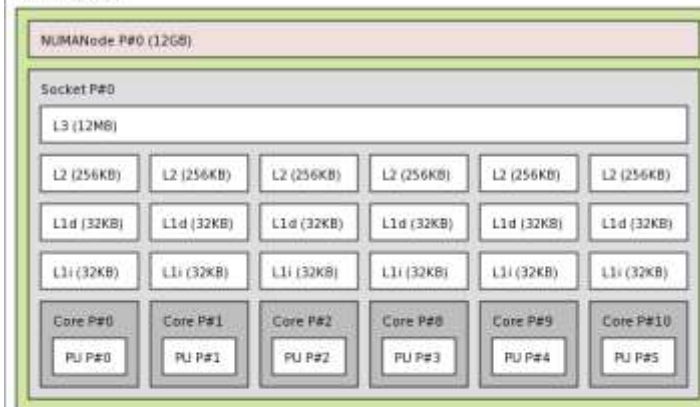 NUMANode P#0 (12GB)
Socket P#0
L3 (12MB)
L2 (256KB) L2 (256KB) L2 (256KB) L2 (256KB) L2 (256KB) L2 (256KB)
L1d (32KB) L1d (32KB) L1d (32KB) L1d (32KB) L1d (32KB) L1d (32KB)
L1i (32KB) L1i (32KB) L1i (32KB) L1i (32KB) L1i (32KB) L1i (32KB)
Core P#0 Core P#1 Core P#2 Core P#8 Core P#9 Core P#10
PU P#0 PU P#1 PU P#2 PU P#3 PU P#4 PU P#5